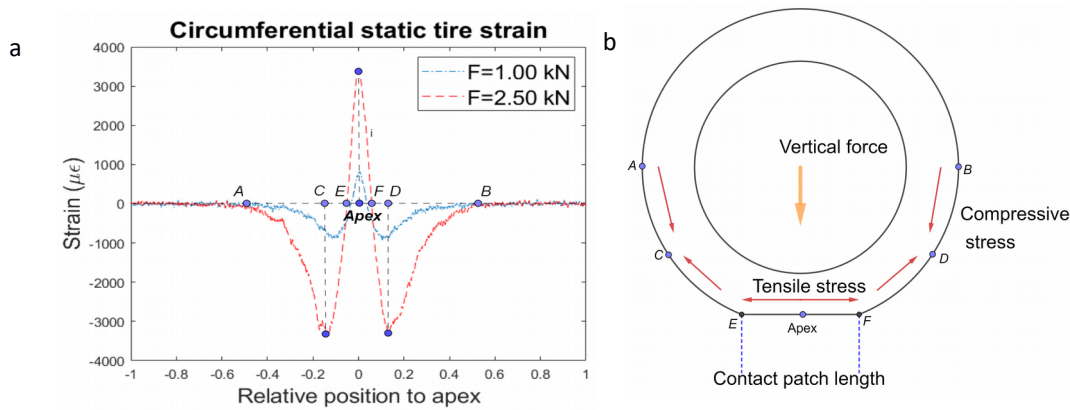 a
Circumferential static tire strain
F=1.00 kN
F=2.50 kN
i
Strain (με)
4000
3000
2000
1000
0
-1000
-2000
-3000
-4000
A
C
E
F
D
B
Apex
-1
-0.8
-0.6
-0.4
-0.2
0
0.2
0.4
0.6
0.8
1
Relative position to apex
b
Vertical force
A
B
Compressive
stress
C
D
Tensile stress
E
Apex
F
Contact patch length